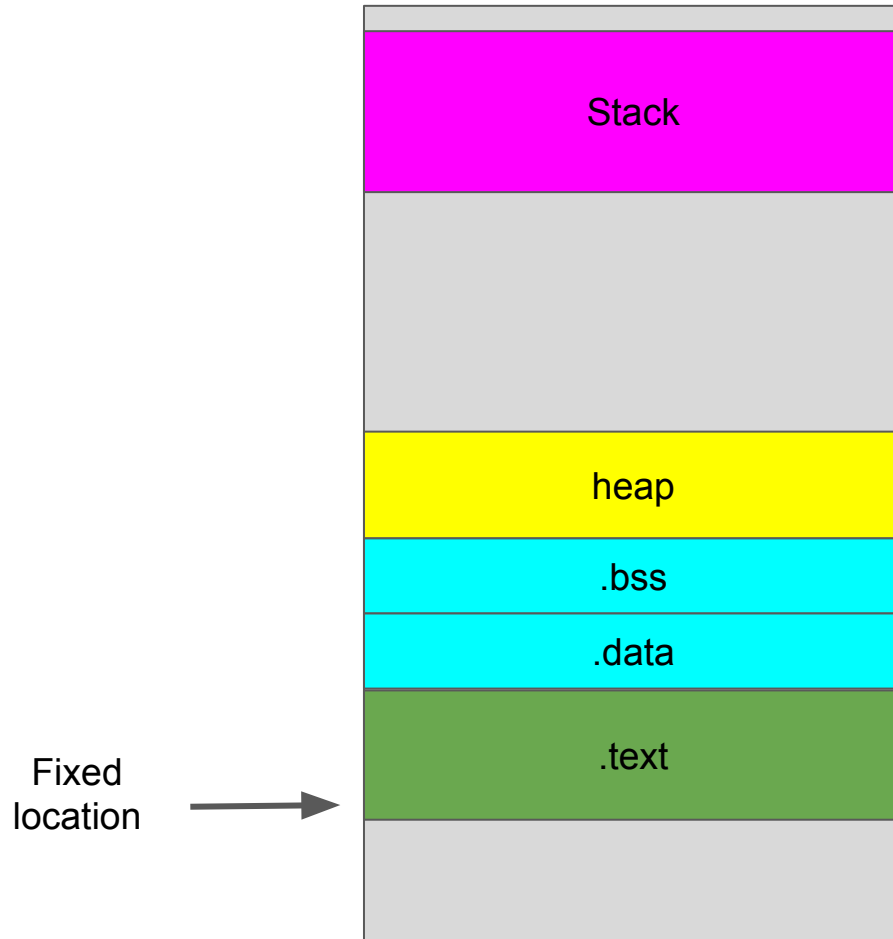 Stack
heap
.bss
.data
.text
Fixed
location